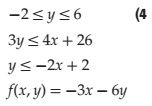 −2 ≤ y ≤ 6 (4
3y ≤ 4x + 26
y ≤ −2x + 2
f(x, y) = −3x − 6y